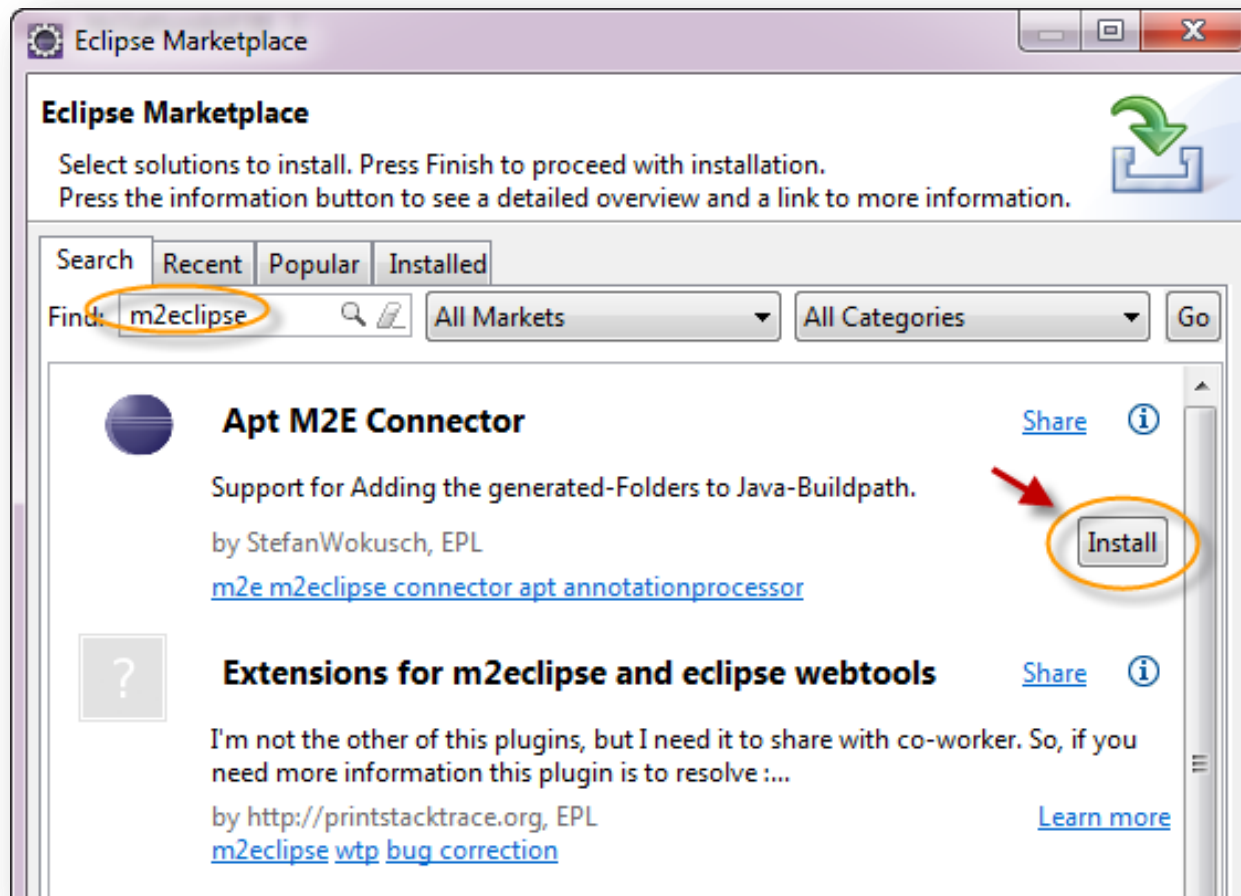 Eclipse Marketplace
Eclipse Marketplace
Select solutions to install. Press Finish to proceed with installation.
Press the information button to see a detailed overview and a link to more information.
Search Recent Popular Installed
Find: m2eclipse All Markets All Categories Go
Apt M2E Connector Share
Support for Adding the generated-Folders to Java-Buildpath.
by StefanWokusch, EPL Install
m2e m2eclipse connector apt annotationprocessor
Extensions for m2eclipse and eclipse webtools Share
I'm not the other of this plugins, but I need it to share with co-worker. So, if you
need more information this plugin is to resolve :...
by http://printstacktrace.org, EPL Learn more
m2eclipse wtp bug correction